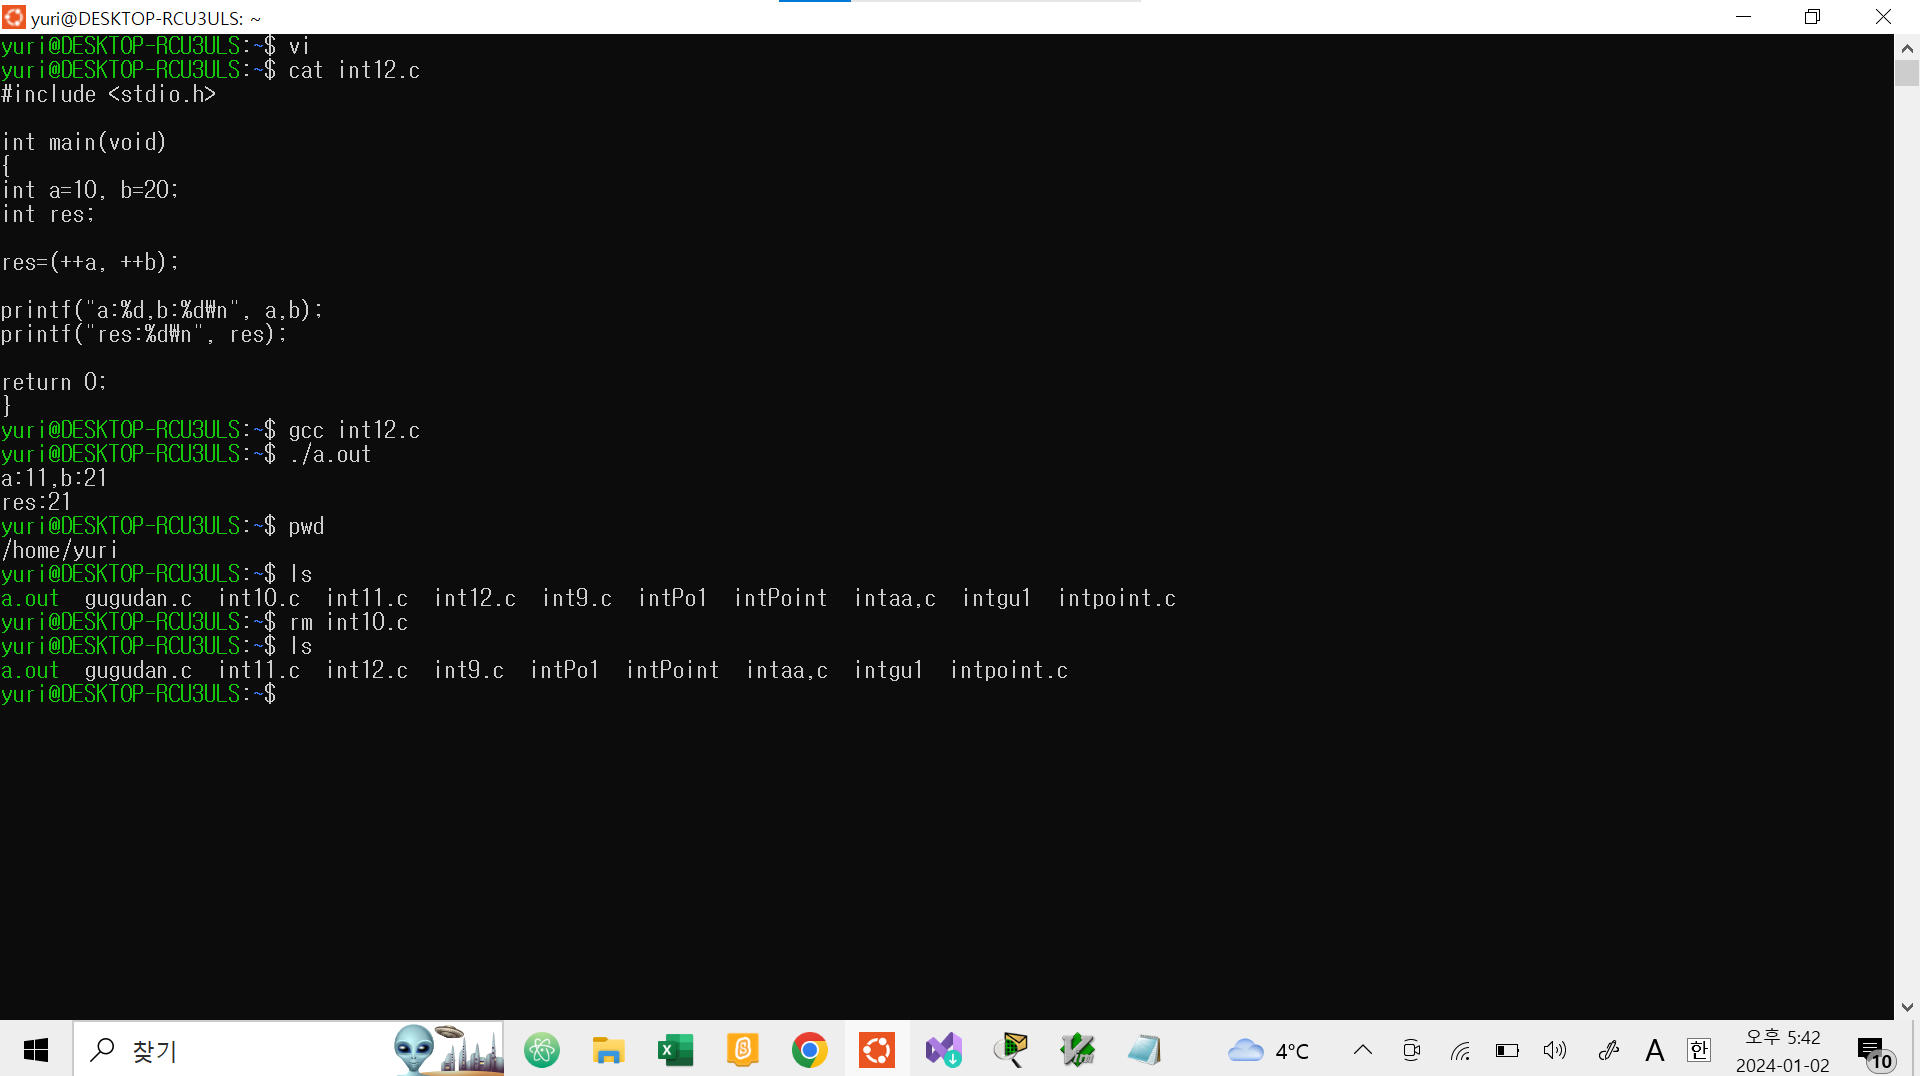 yuri@DESKTOP-RCU3ULS: ~
yuri@DESKTOP-RCU3ULS:~$ vi
yuri@DESKTOP-RCU3ULS:~$ cat int12.c
#include <stdio.h>
int main(void)
{
int a=10, b=20;
int res;
res=(++a, ++b);
printf("a:%d,b:%d₩n", a,b);
printf("res:%d₩n", res);
return 0;
}
yuri@DESKTOP-RCU3ULS:~$ gcc int12.c
yuri@DESKTOP-RCU3ULS:~$ ./a.out
a:11,b:21
res:21
yuri@DESKTOP-RCU3ULS:~$ pwd
/home/yuri
yuri@DESKTOP-RCU3ULS:~$ ls
a.out  gugudan.c  int10.c  int11.c  int12.c  int9.c  intPo1  intPoint  intaa,c  intgu1  intpoint.c
yuri@DESKTOP-RCU3ULS:~$ rm int10.c
yuri@DESKTOP-RCU3ULS:~$ ls
a.out  gugudan.c  int11.c  int12.c  int9.c  intPo1  intPoint  intaa,c  intgu1  intpoint.c
yuri@DESKTOP-RCU3ULS:~$
찾기
4°C
A
한
오후 5:42
2024-01-02
10